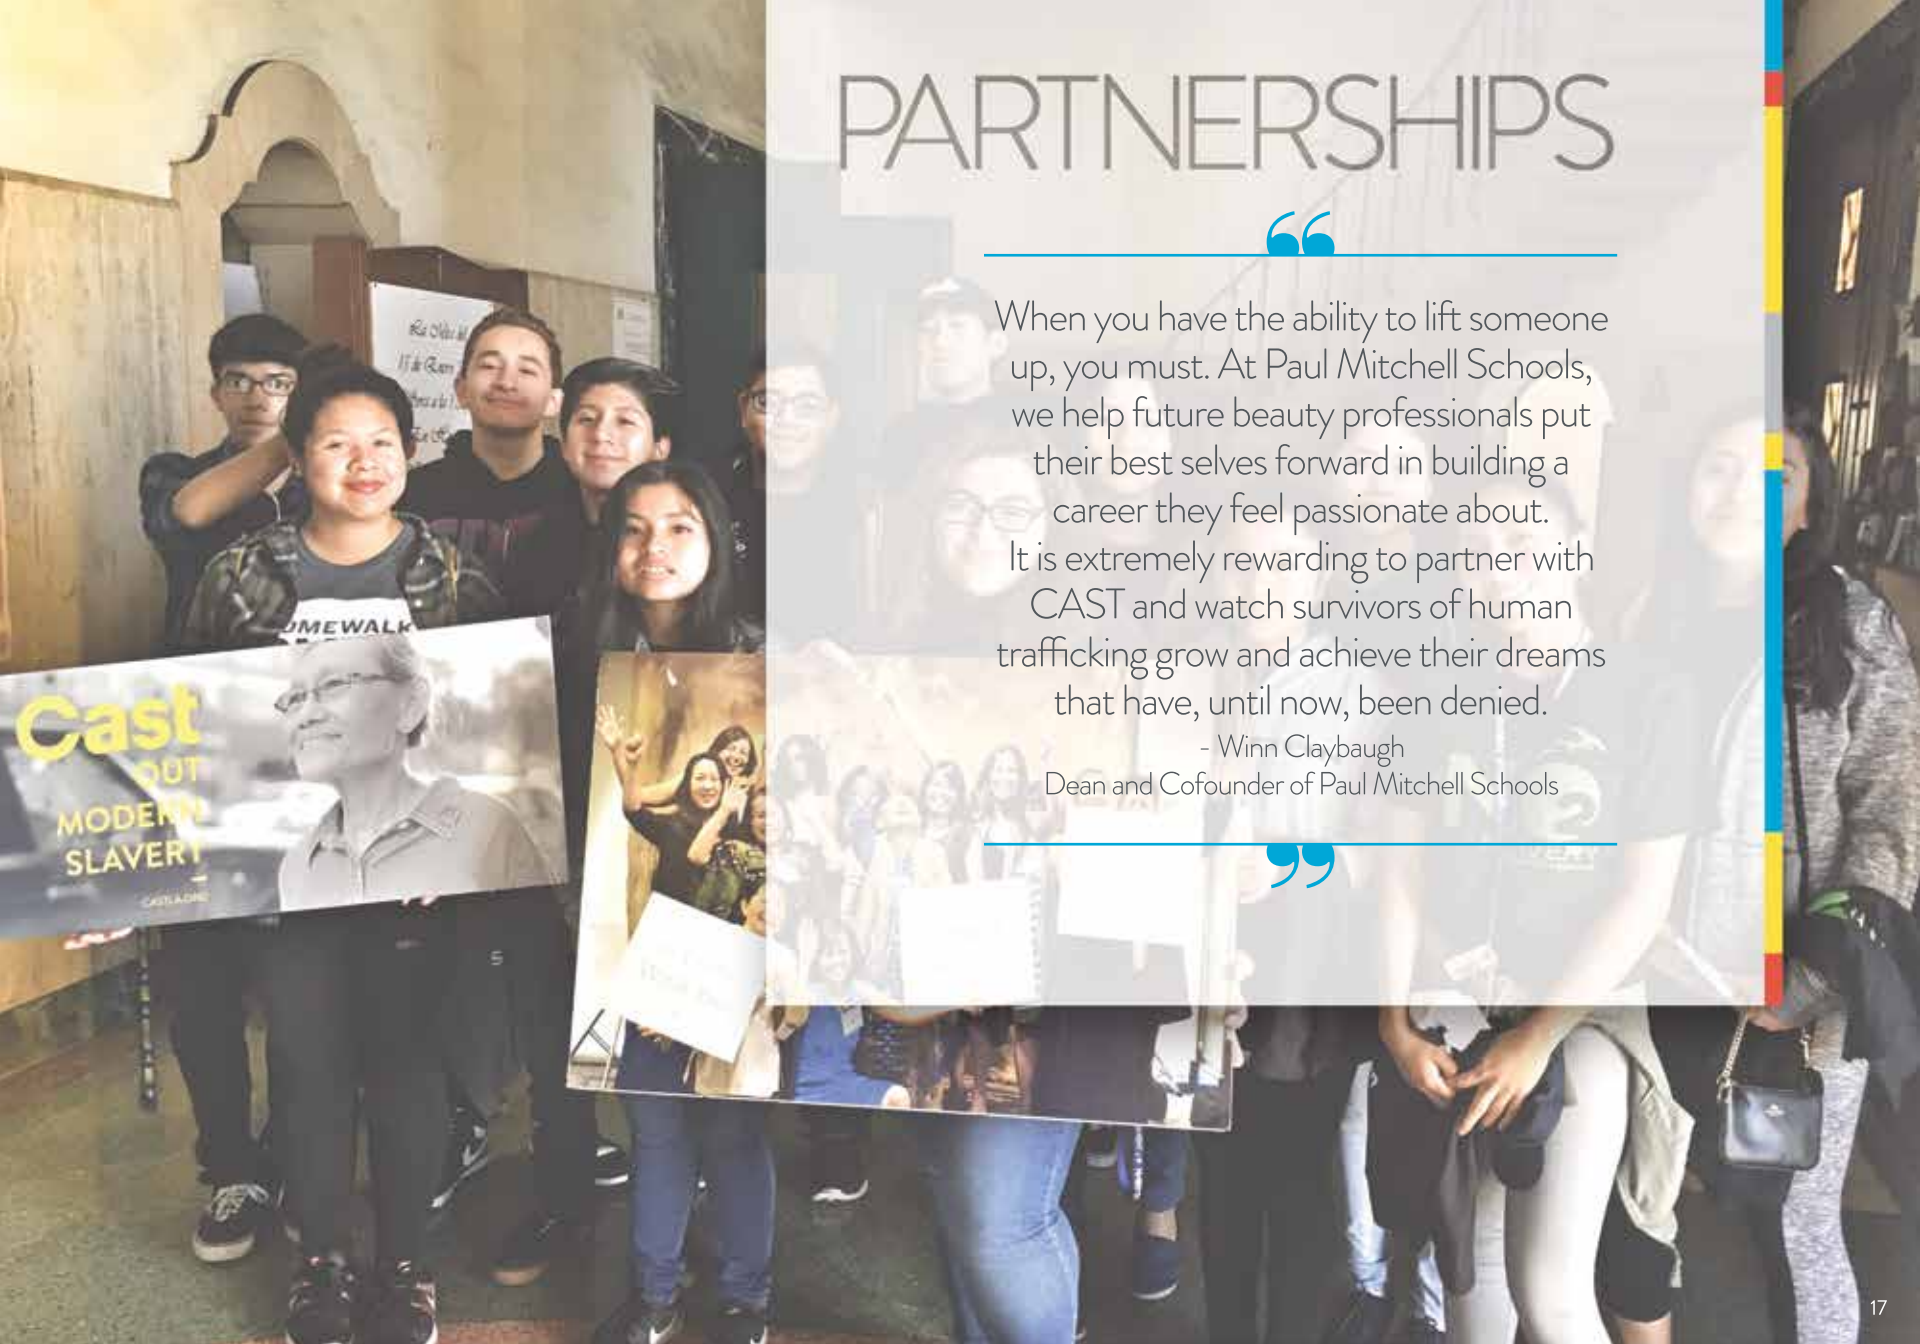 PARTNERSHIPS
“
When you have the ability to lift someone
up, you must. At Paul Mitchell Schools,
we help future beauty professionals put
their best selves forward in building a
career they feel passionate about.
It is extremely rewarding to partner with
CAST and watch survivors of human
trafficking grow and achieve their dreams
that have, until now, been denied.
- Winn Claybaugh
Dean and Cofounder of Paul Mitchell Schools
”
Cast
OUT
MODERN
SLAVERY
17